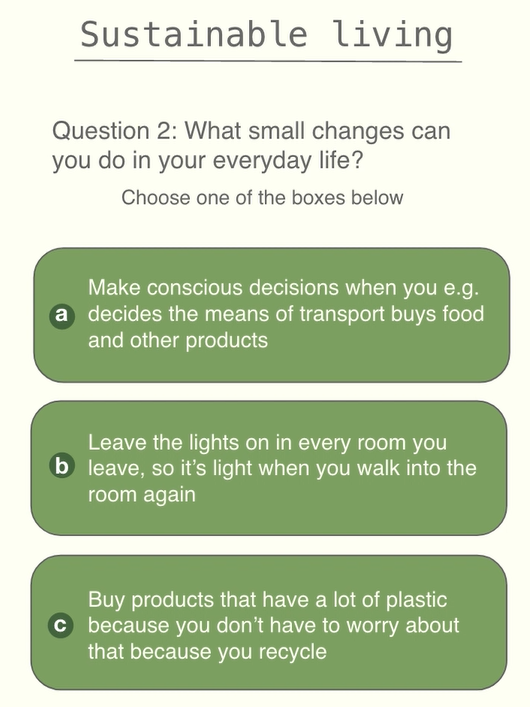 Sustainable living
Question 2: What small changes can
you do in your everyday life?
Choose one of the boxes below
a
Make conscious decisions when you e.g.
decides the means of transport buys food
and other products
b
Leave the lights on in every room you
leave, so it’s light when you walk into the
room again
c
Buy products that have a lot of plastic
because you don’t have to worry about
that because you recycle